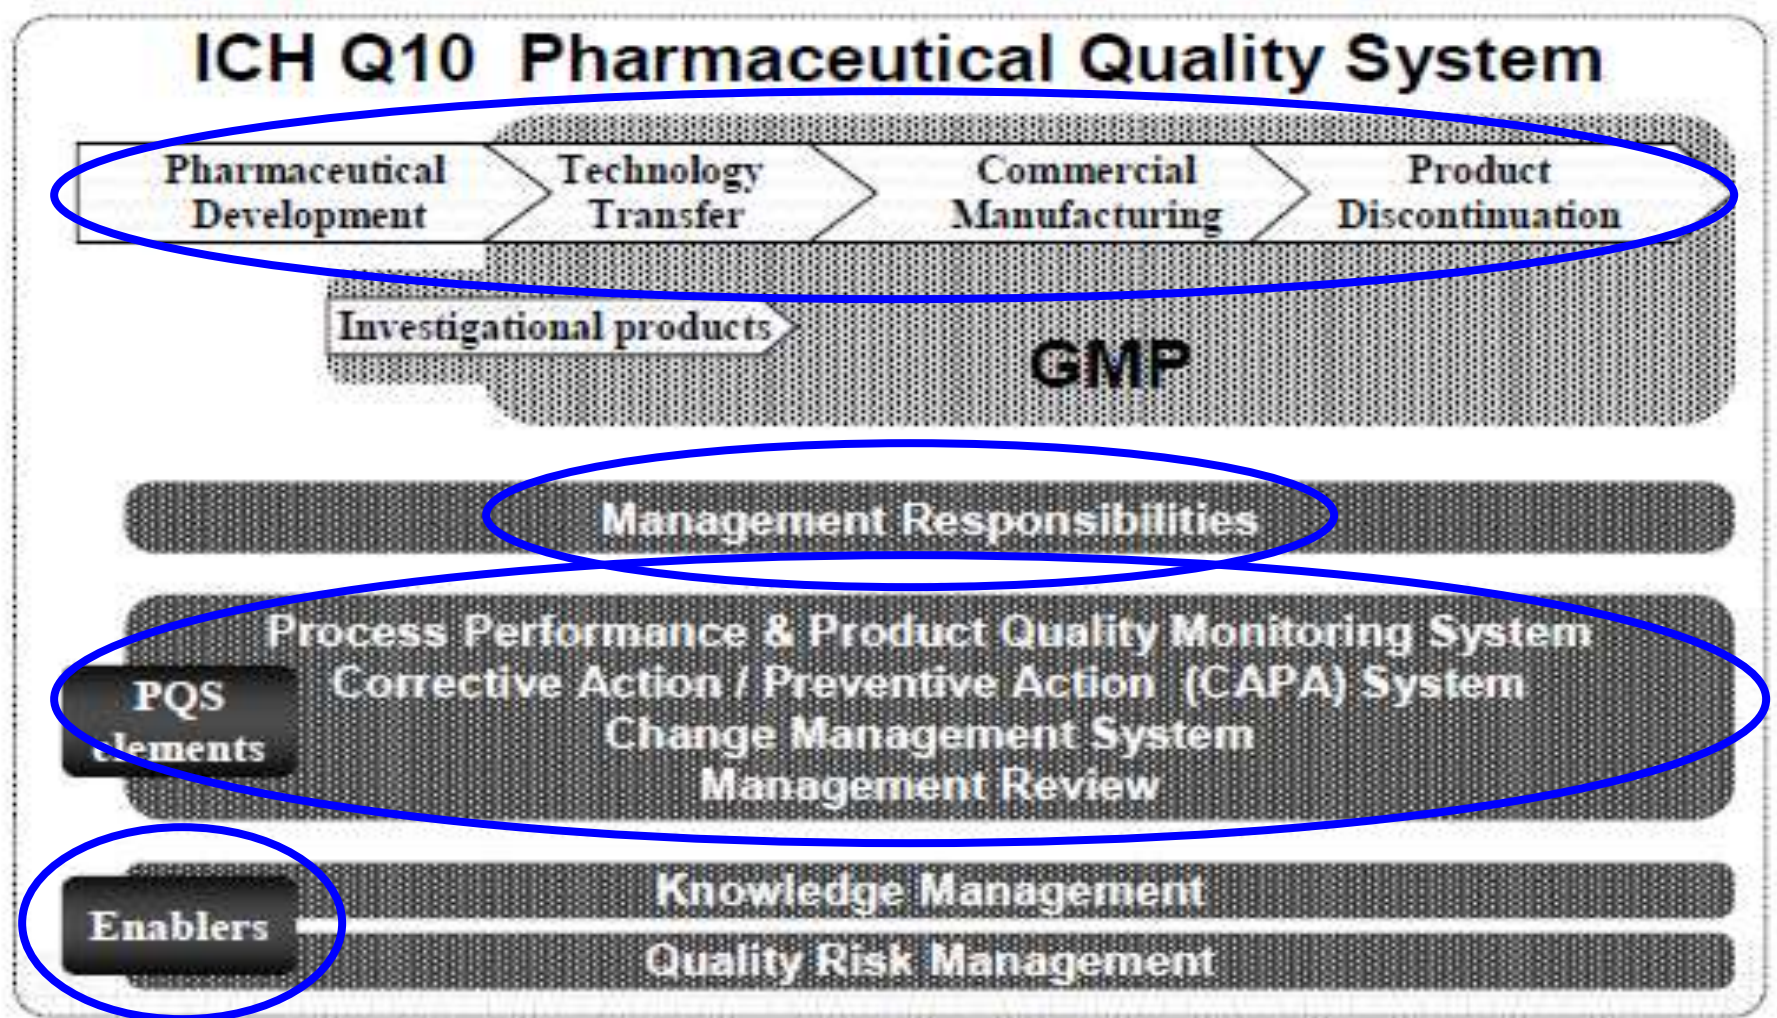 ICH Q10 Pharmaceutical Quality System
Pharmaceutical
Development
Technology
Transfer
Commercial
Manufacturing
Product
Discontinuation
Investigational products
GMP
Management Responsibilities
PQS
elements
Process Performance & Product Quality Monitoring System
Corrective Action / Preventive Action (CAPA) System
Change Management System
Management Review
Enablers
Knowledge Management
Quality Risk Management